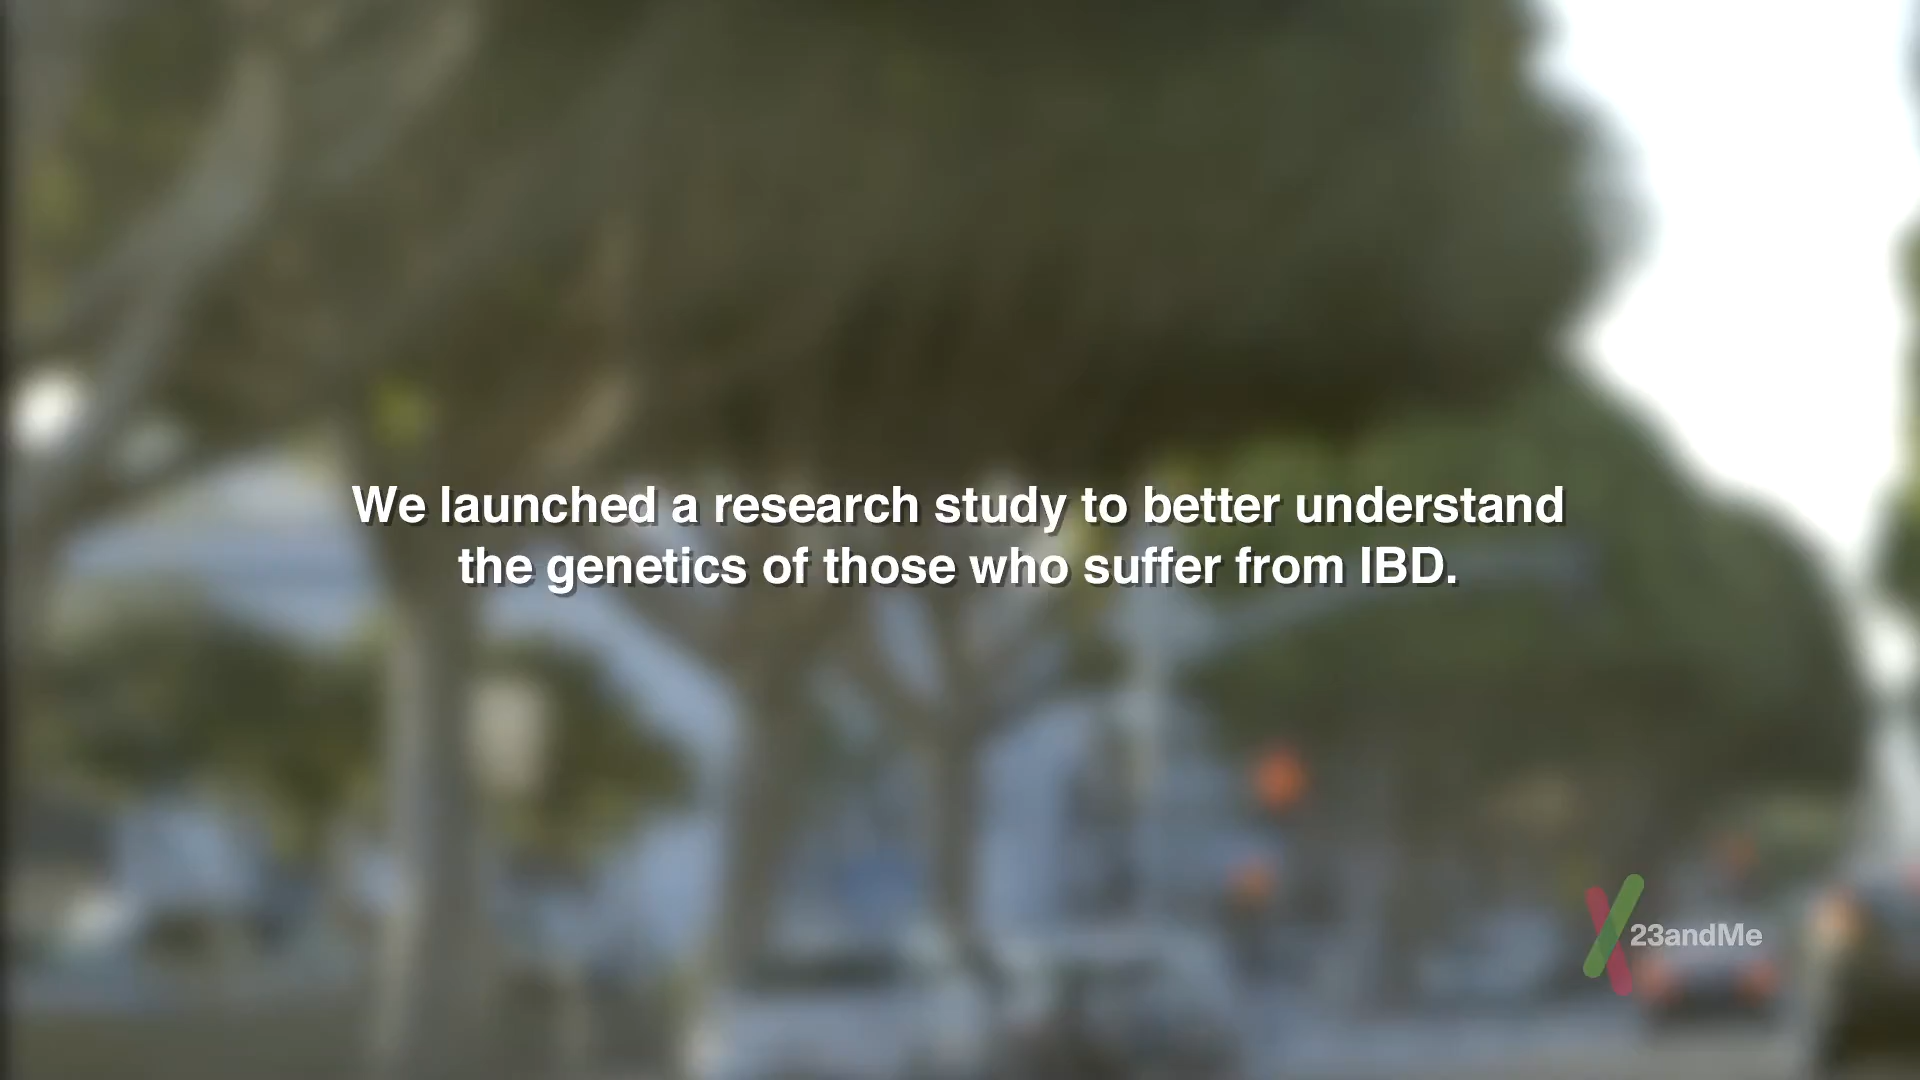 We launched a research study to better understand
the genetics of those who suffer from IBD.
23andMe